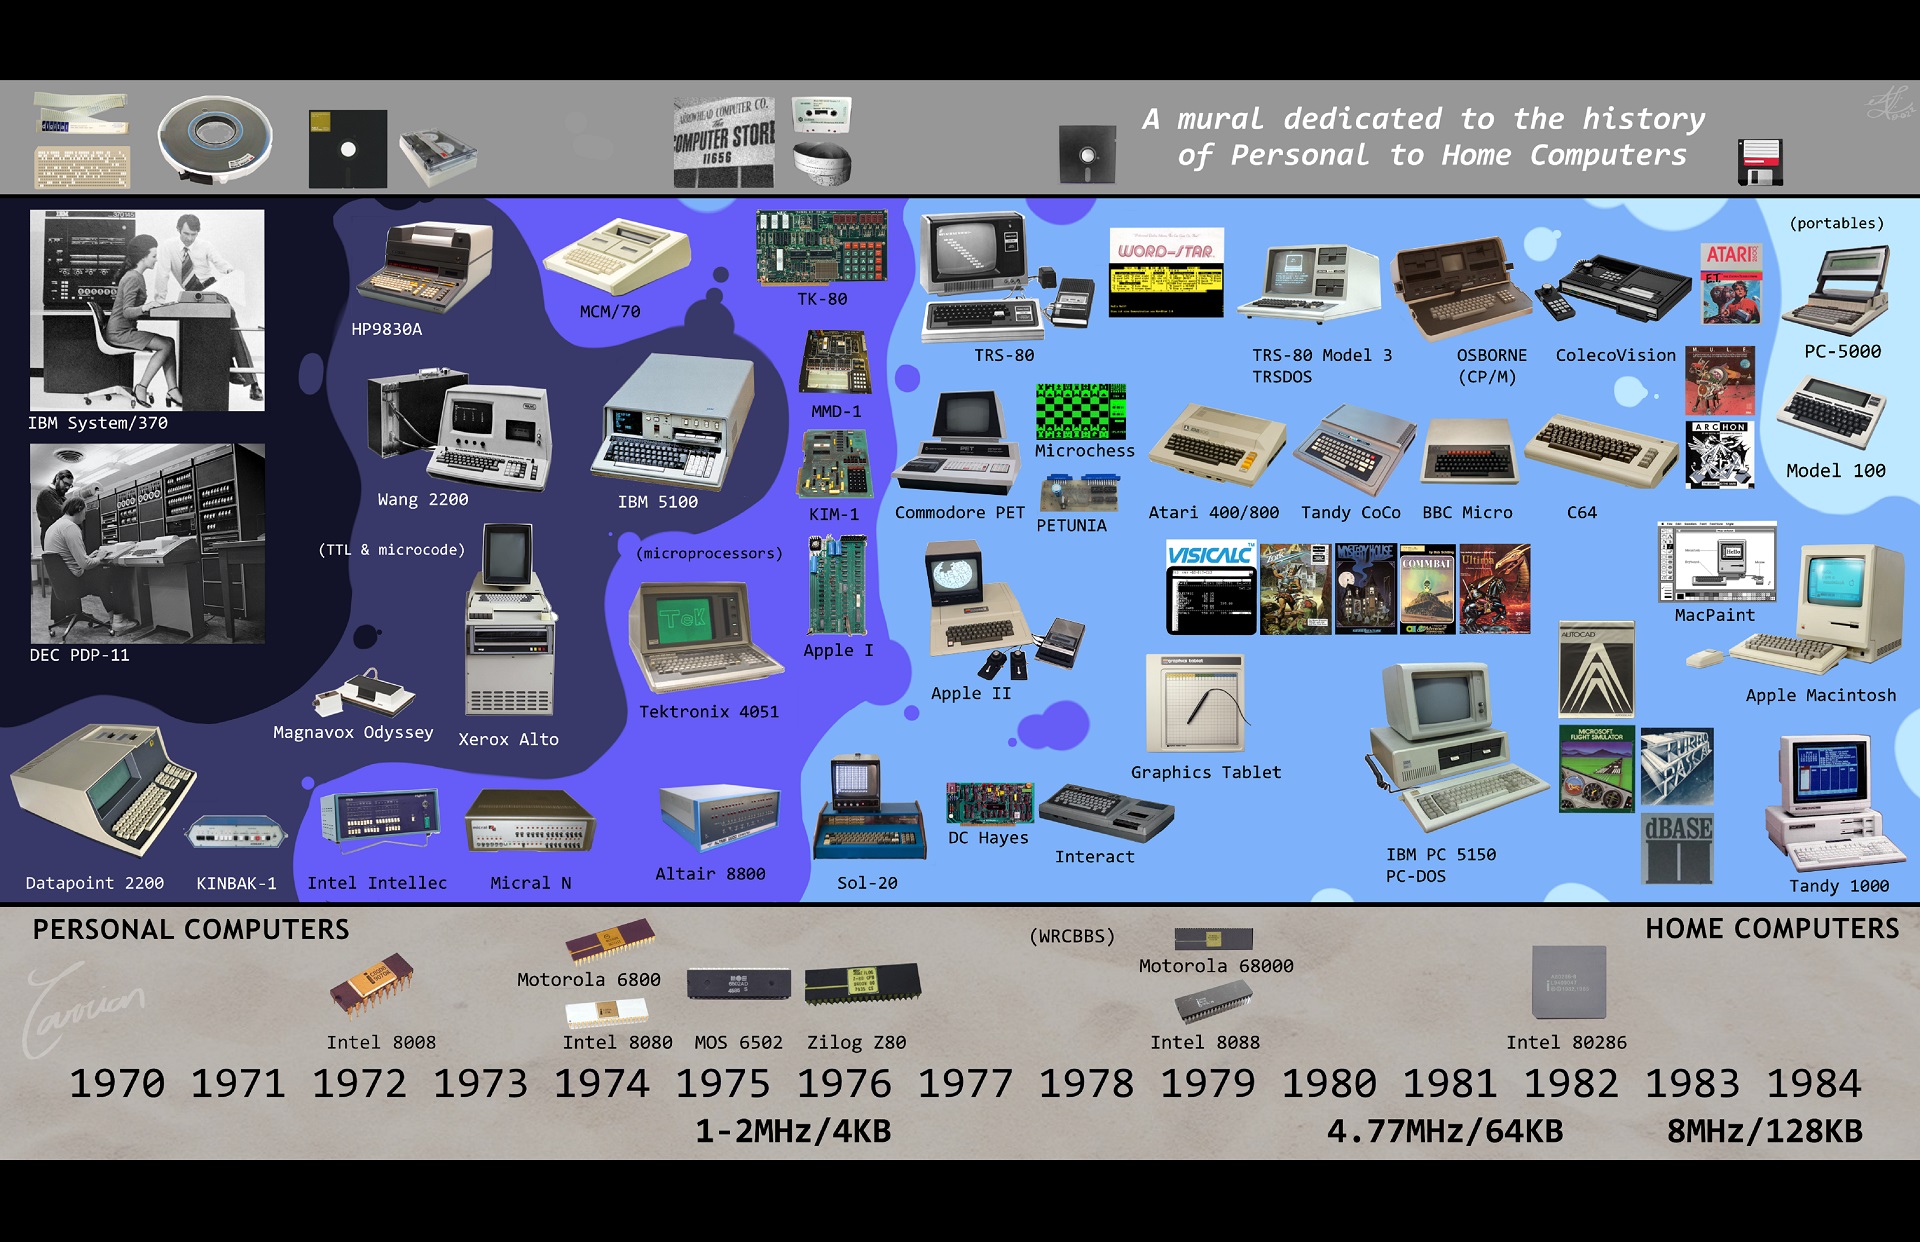 digital
ARROWHEAD COMPUTER CO.
The
COMPUTER STORE
11656
A mural dedicated to the history
of Personal to Home Computers
IBM
IBM System/370
DEC PDP-11
Datapoint 2200
KINBAK-1
HP9830A
Wang 2200
(TTL & microcode)
Magnavox Odyssey
Xerox Alto
Intel Intellec
Micral N
MCM/70
IBM 5100
(microprocessors)
TeK
Tektronix 4051
Altair 8800
TK-80
MMD-1
KIM-1
Apple I
Sol-20
TRS-80
WORD-STAR
Commodore PET
Microchess
PETUNIA
Apple II
DC Hayes
Interact
TRS-80 Model 3
TRSDOS
OSBORNE
(CP/M)
ColecoVision
ATARI
E.T.
M.U.L.E.
ARCHON
Atari 400/800
Tandy CoCo
BBC Micro
C64
VISICALC
ZORK
MYSTERY HOUSE
COMMBAT
Ultima
graphics tablet
Graphics Tablet
IBM PC 5150
PC-DOS
AUTOCAD
MICROSOFT
FLIGHT SIMULATOR
TURBO
PASCAL
dBASE
II
(portables)
PC-5000
Model 100
Hello
MacPaint
Apple Macintosh
Tandy 1000
PERSONAL COMPUTERS
HOME COMPUTERS
Intel 8008
Motorola 6800
Intel 8080
MOS 6502
Zilog Z80
(WRCBBS)
Motorola 68000
Intel 8088
Intel 80286
1970 1971 1972 1973 1974 1975 1976 1977 1978 1979 1980 1981 1982 1983 1984
1-2MHz/4KB
4.77MHz/64KB
8MHz/128KB